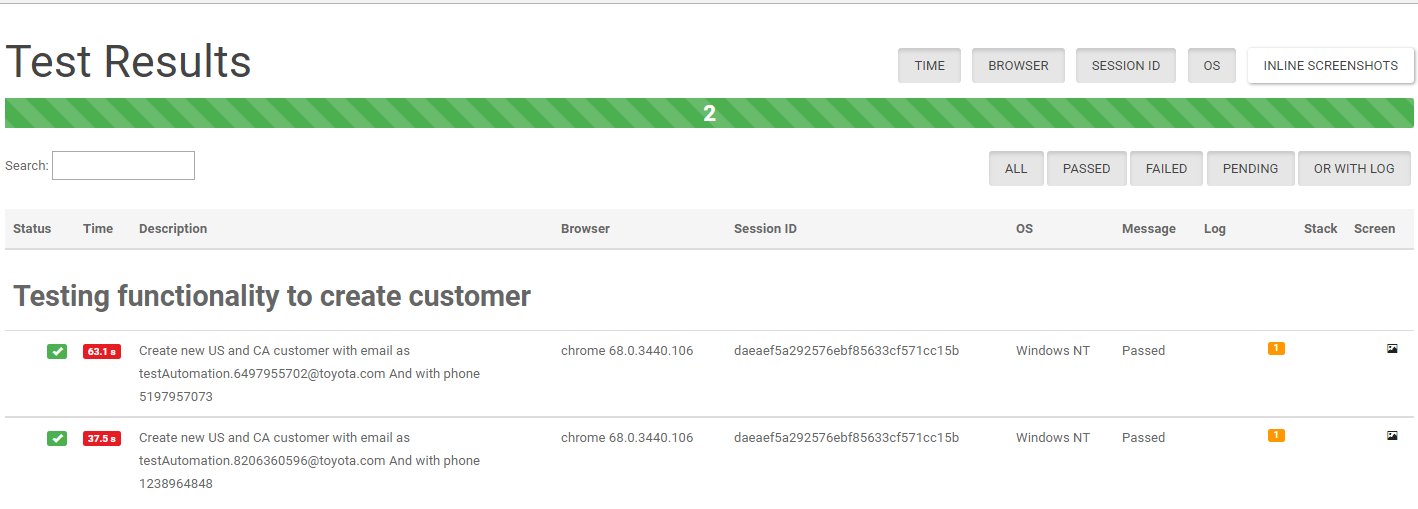 Test Results
TIME BROWSER SESSION ID OS INLINE SCREENSHOTS
2
Search:
ALL PASSED FAILED PENDING OR WITH LOG
Status Time Description Browser Session ID OS Message Log Stack Screen
Testing functionality to create customer
63.1 s Create new US and CA customer with email as chrome 68.0.3440.106 daeaef5a292576ebf85633cf571cc15b Windows NT Passed 1
testAutomation.6497955702@toyota.com And with phone
5197957073
37.5 s Create new US and CA customer with email as chrome 68.0.3440.106 daeaef5a292576ebf85633cf571cc15b Windows NT Passed 1
testAutomation.8206360596@toyota.com And with phone
1238964848